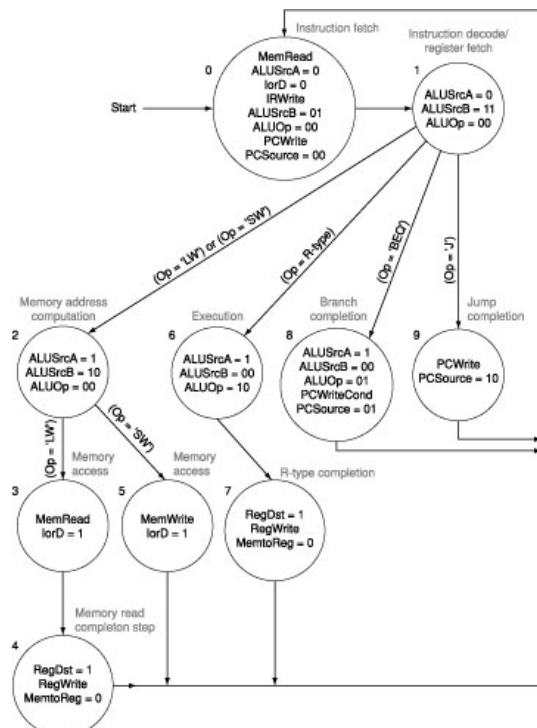 Instruction fetch
0
MemRead
ALUSrcA = 0
IorD = 0
IRWrite
ALUSrcB = 01
ALUOp = 00
PCWrite
PCSource = 00
Start
Instruction decode/
register fetch
1
ALUSrcA = 0
ALUSrcB = 11
ALUOp = 00
(Op = 'LW') or (Op = 'SW')
(Op = R-type)
(Op = 'BEQ')
(Op = 'J')
Memory address
computation
2
ALUSrcA = 1
ALUSrcB = 10
ALUOp = 00
Execution
6
ALUSrcA = 1
ALUSrcB = 00
ALUOp = 10
Branch
completion
8
ALUSrcA = 1
ALUSrcB = 00
ALUOp = 01
PCWriteCond
PCSource = 01
Jump
completion
9
PCWrite
PCSource = 10
(Op = 'LW')
(Op = 'SW')
Memory
access
3
MemRead
IorD = 1
Memory
access
5
MemWrite
IorD = 1
R-type completion
7
RegDst = 1
RegWrite
MemtoReg = 0
Memory read
completon step
4
RegDst = 1
RegWrite
MemtoReg = 0